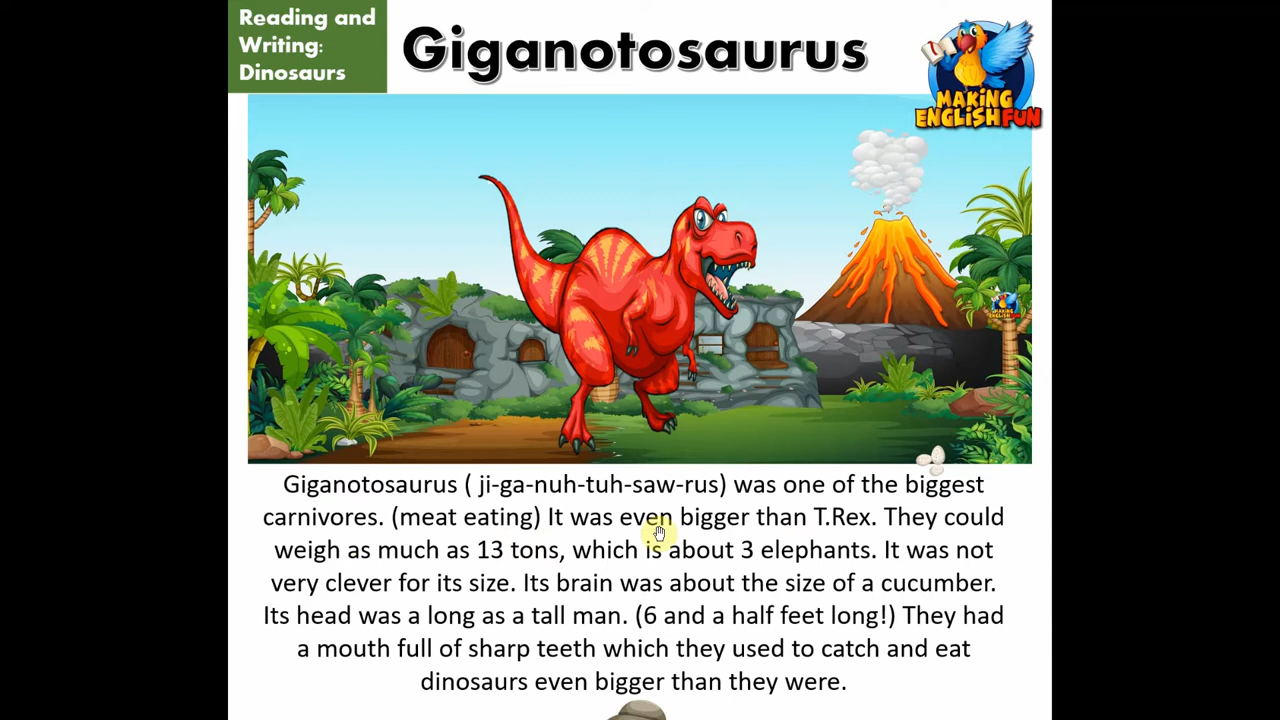 Reading and
Writing:
Dinosaurs
Giganotosaurus
MAKING
ENGLISHFUN
Giganotosaurus ( ji-ga-nuh-tuh-saw-rus) was one of the biggest
carnivores. (meat eating) It was even bigger than T.Rex. They could
weigh as much as 13 tons, which is about 3 elephants. It was not
very clever for its size. Its brain was about the size of a cucumber.
Its head was a long as a tall man. (6 and a half feet long!) They had
a mouth full of sharp teeth which they used to catch and eat
dinosaurs even bigger than they were.